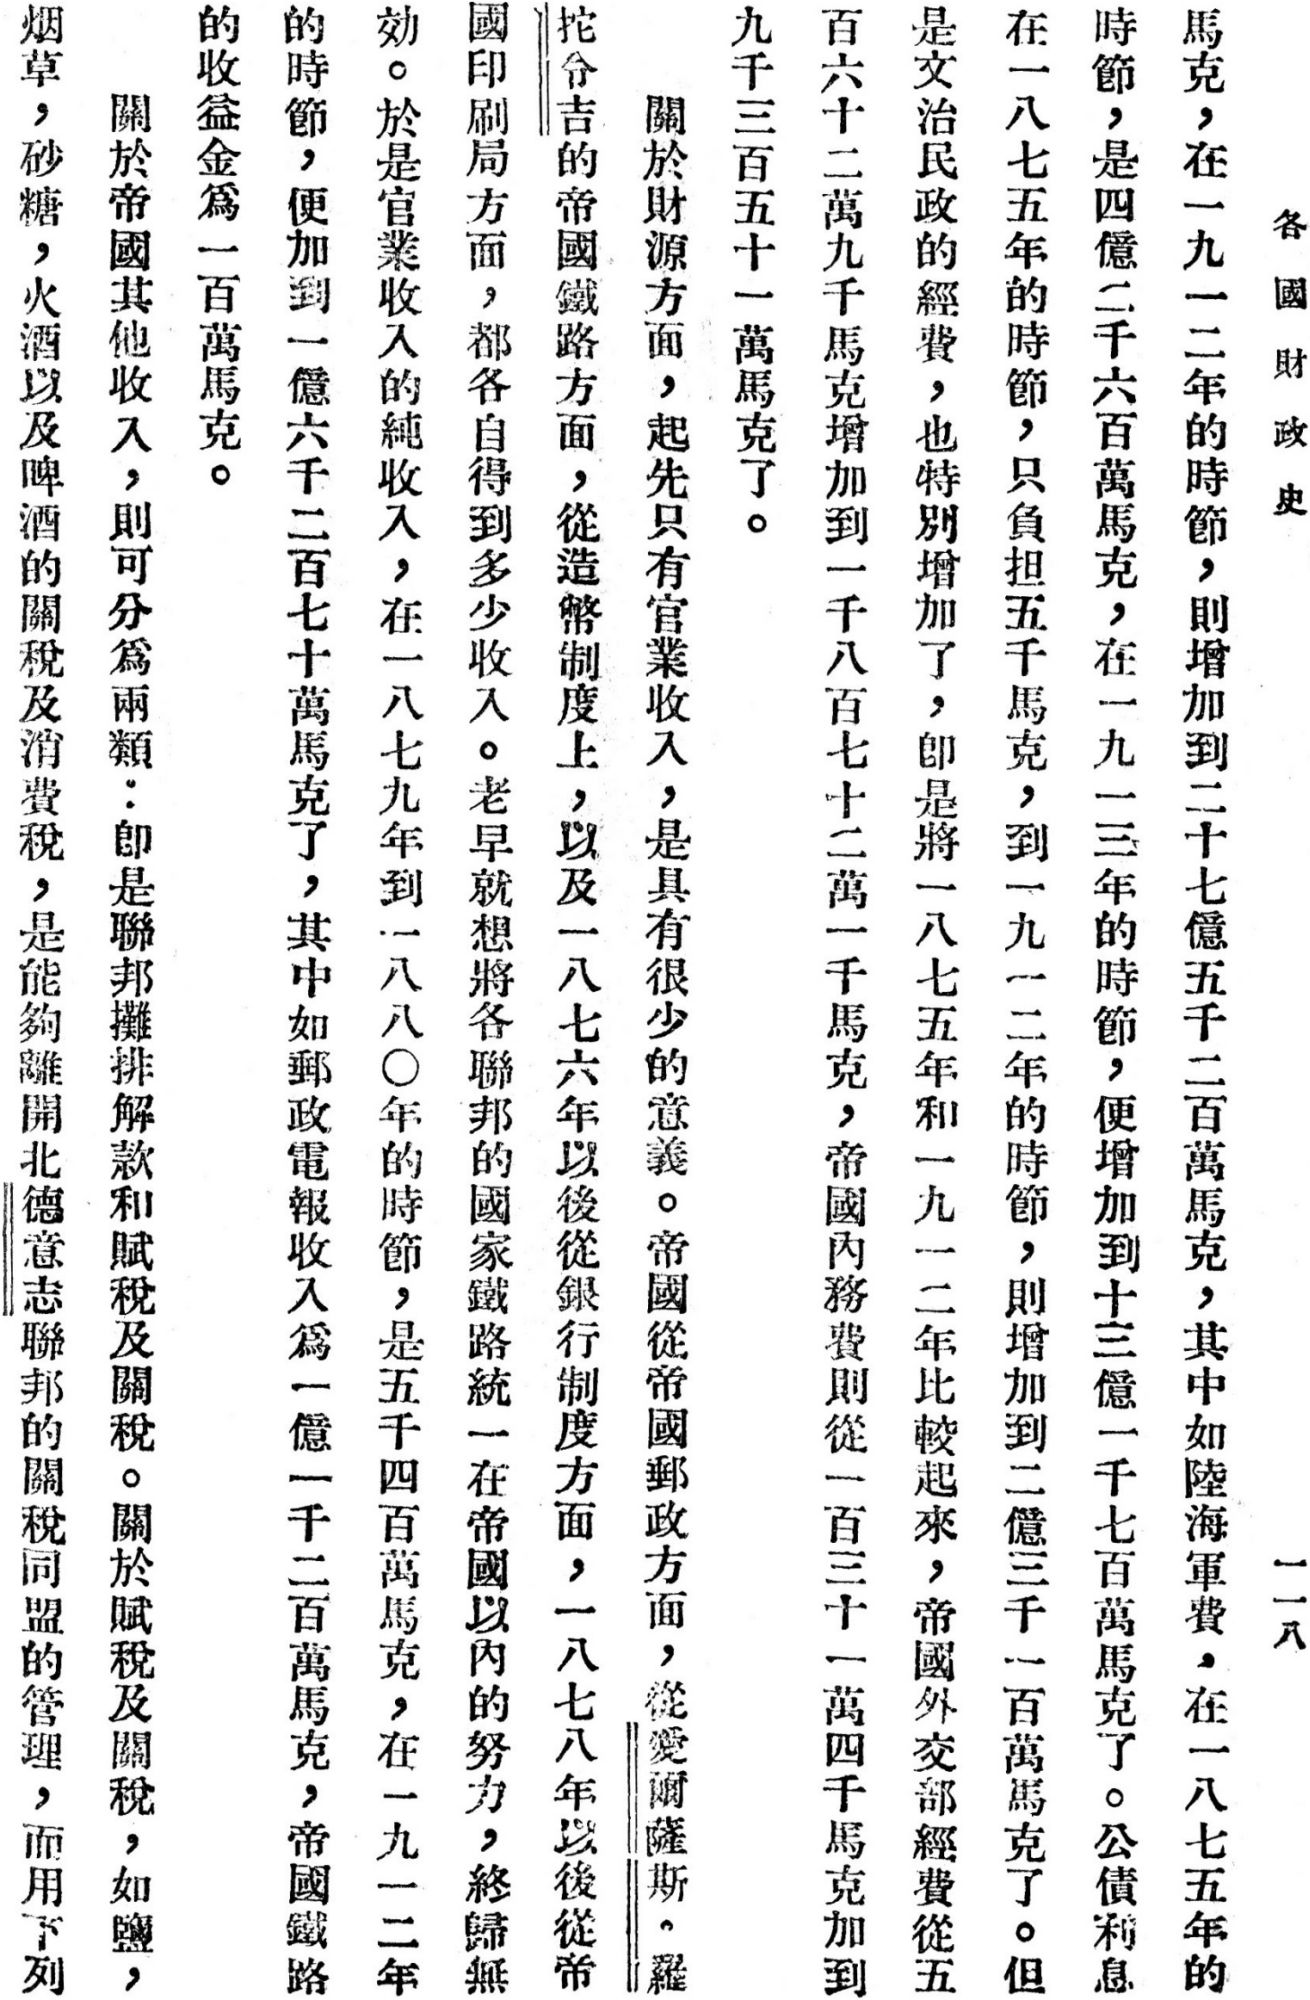 各國財政史
一一八
馬克，在一九一二年的時節，則增加到二十七億五千二百萬馬克，其中如陸海軍費，在一八七五年的
時節，是四億二千六百萬馬克，在一九一三年的時節，便增加到十三億一千七百萬馬克了。公債利息
在一八七五年的時節，只負担五千馬克，到一九一二年的時節，則增加到二億三千一百萬馬克了。但
是文治民政的經費，也特別增加了，卽是將一八七五年和一九一二年比較起來，帝國外交部經費從五
百六十二萬九千馬克增加到一千八百七十二萬一千馬克，帝國內務費則從一百三十一萬四千馬克加到
九千三百五十一萬馬克了。
關於財源方面，起先只有官業收入，是具有很少的意義。帝國從帝國郵政方面，從愛爾薩斯。羅
挓令吉的帝國鐵路方面，從造幣制度上，以及一八七六年以後從銀行制度方面，一八七八年以後從帝
國印刷局方面，都各自得到多少收入。老早就想將各聯邦的國家鐵路統一在帝國以內的努力，終歸無
効。於是官業收入的純收入，在一八七九年到一八八〇年的時節，是五千四百萬馬克，在一九一二年
的時節，便加到一億六千二百七十萬馬克了，其中如郵政電報收入爲一億一千二百萬馬克，帝國鐵路
的收益金爲一百萬馬克。
關於帝國其他收入，則可分爲兩類：卽是聯邦攤排解款和賦稅及關稅。關於賦稅及關稅，如鹽，
烟草，砂糖，火酒以及啤酒的關稅及消費稅，是能夠離開北德意志聯邦的關稅同盟的管理，而用下列